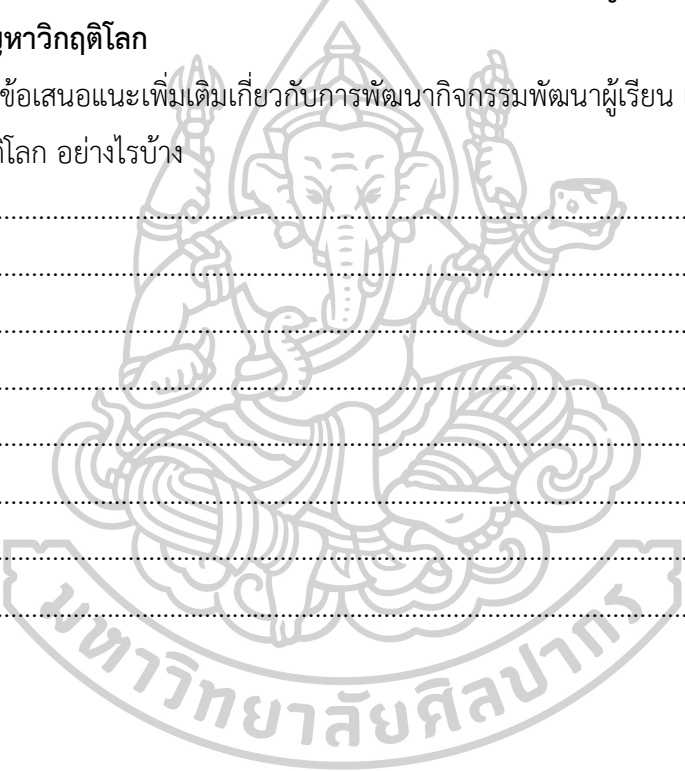 ญหาวิกฤติโลก
ข้อเสนอแนะเพิ่มเติมเกี่ยวกับการพัฒนากิจกรรมพัฒนาผู้เรียน
ติโลก อย่างไรบ้าง
....................................................................................................
....................................................................................................
....................................................................................................
....................................................................................................
....................................................................................................
....................................................................................................
....................................................................................................
....................................................................................................
มหาวิทยาลัยศิลปากร